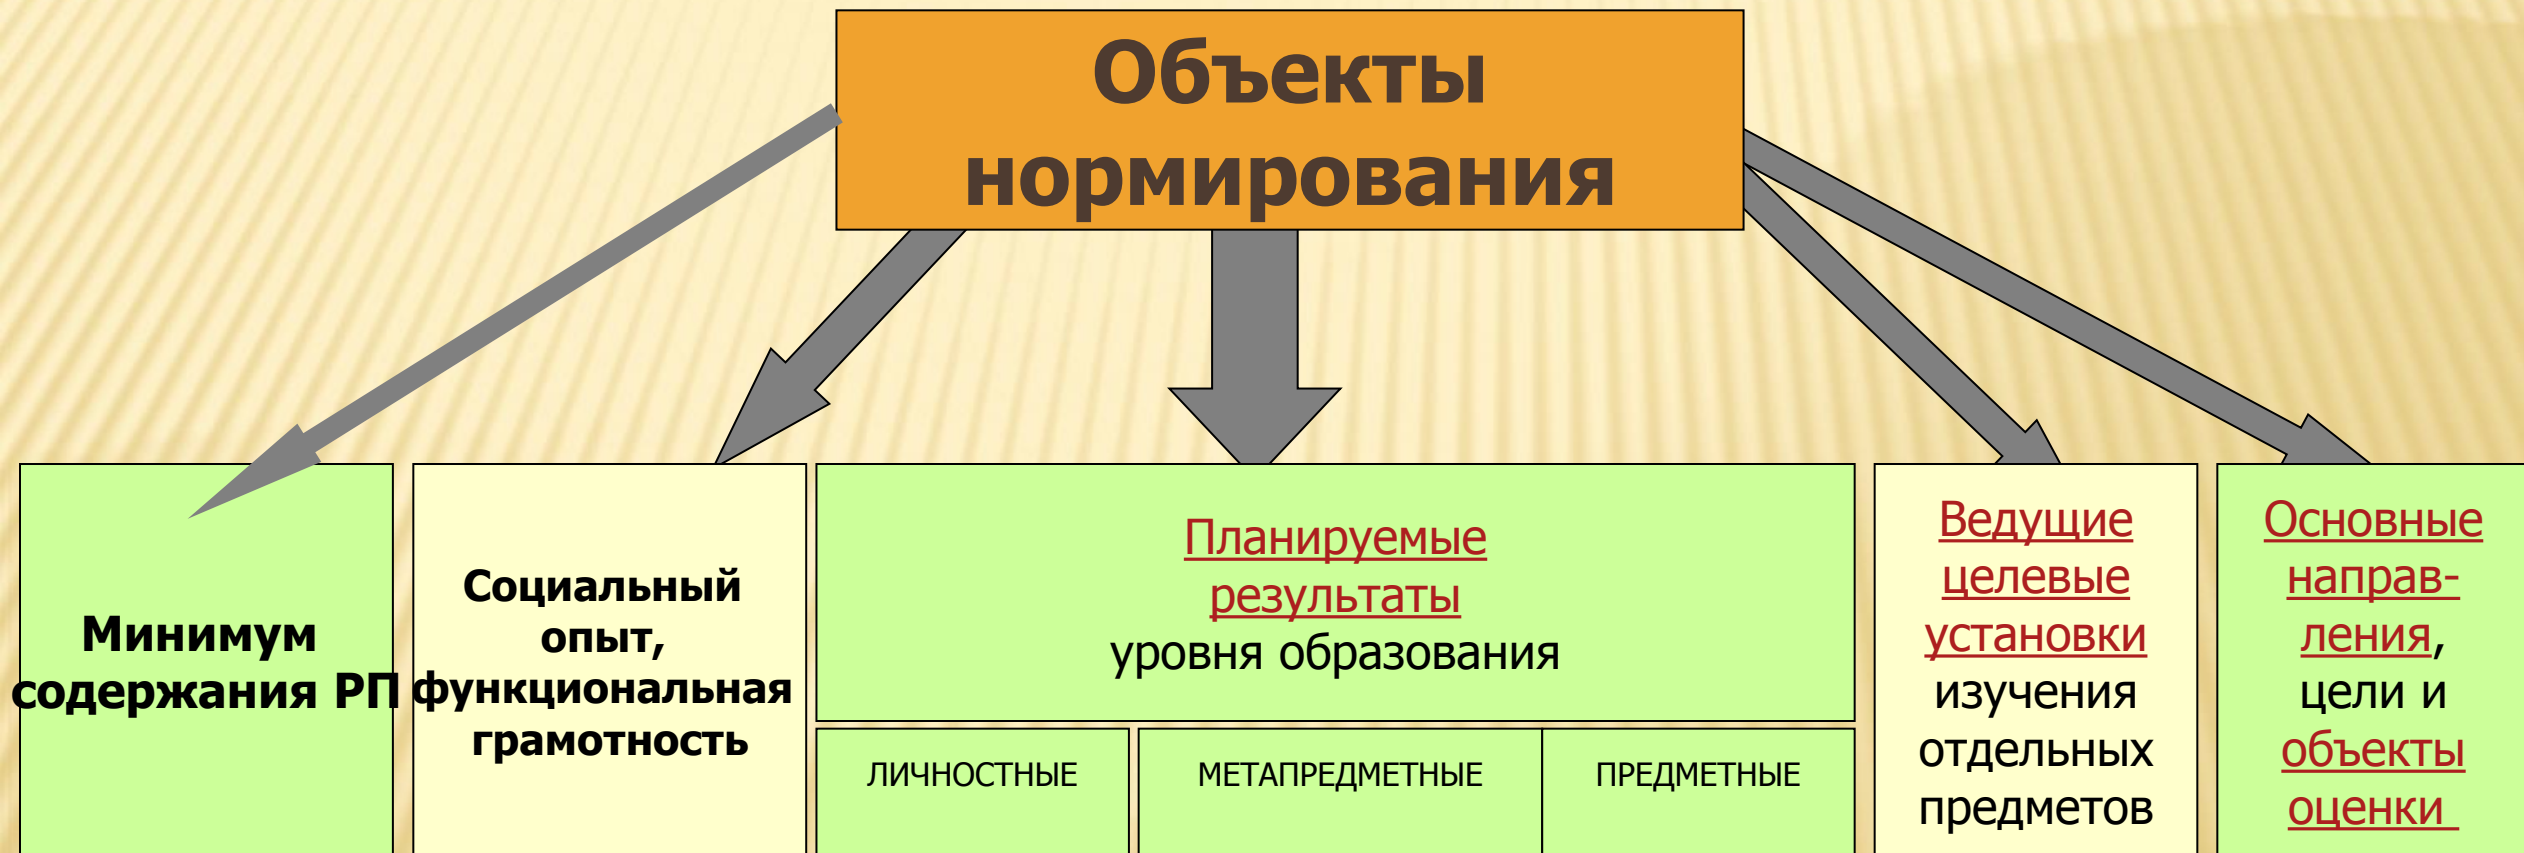 Объекты
нормирования
Минимум
содержания РП
Социальный
опыт,
функциональная
грамотность
Планируемые
результаты
уровня образования
ЛИЧНОСТНЫЕ
МЕТАПРЕДМЕТНЫЕ
ПРЕДМЕТНЫЕ
Ведущие
целевые
установки
изучения
отдельных
предметов
Основные
направ-
ления,
цели и
объекты
оценки